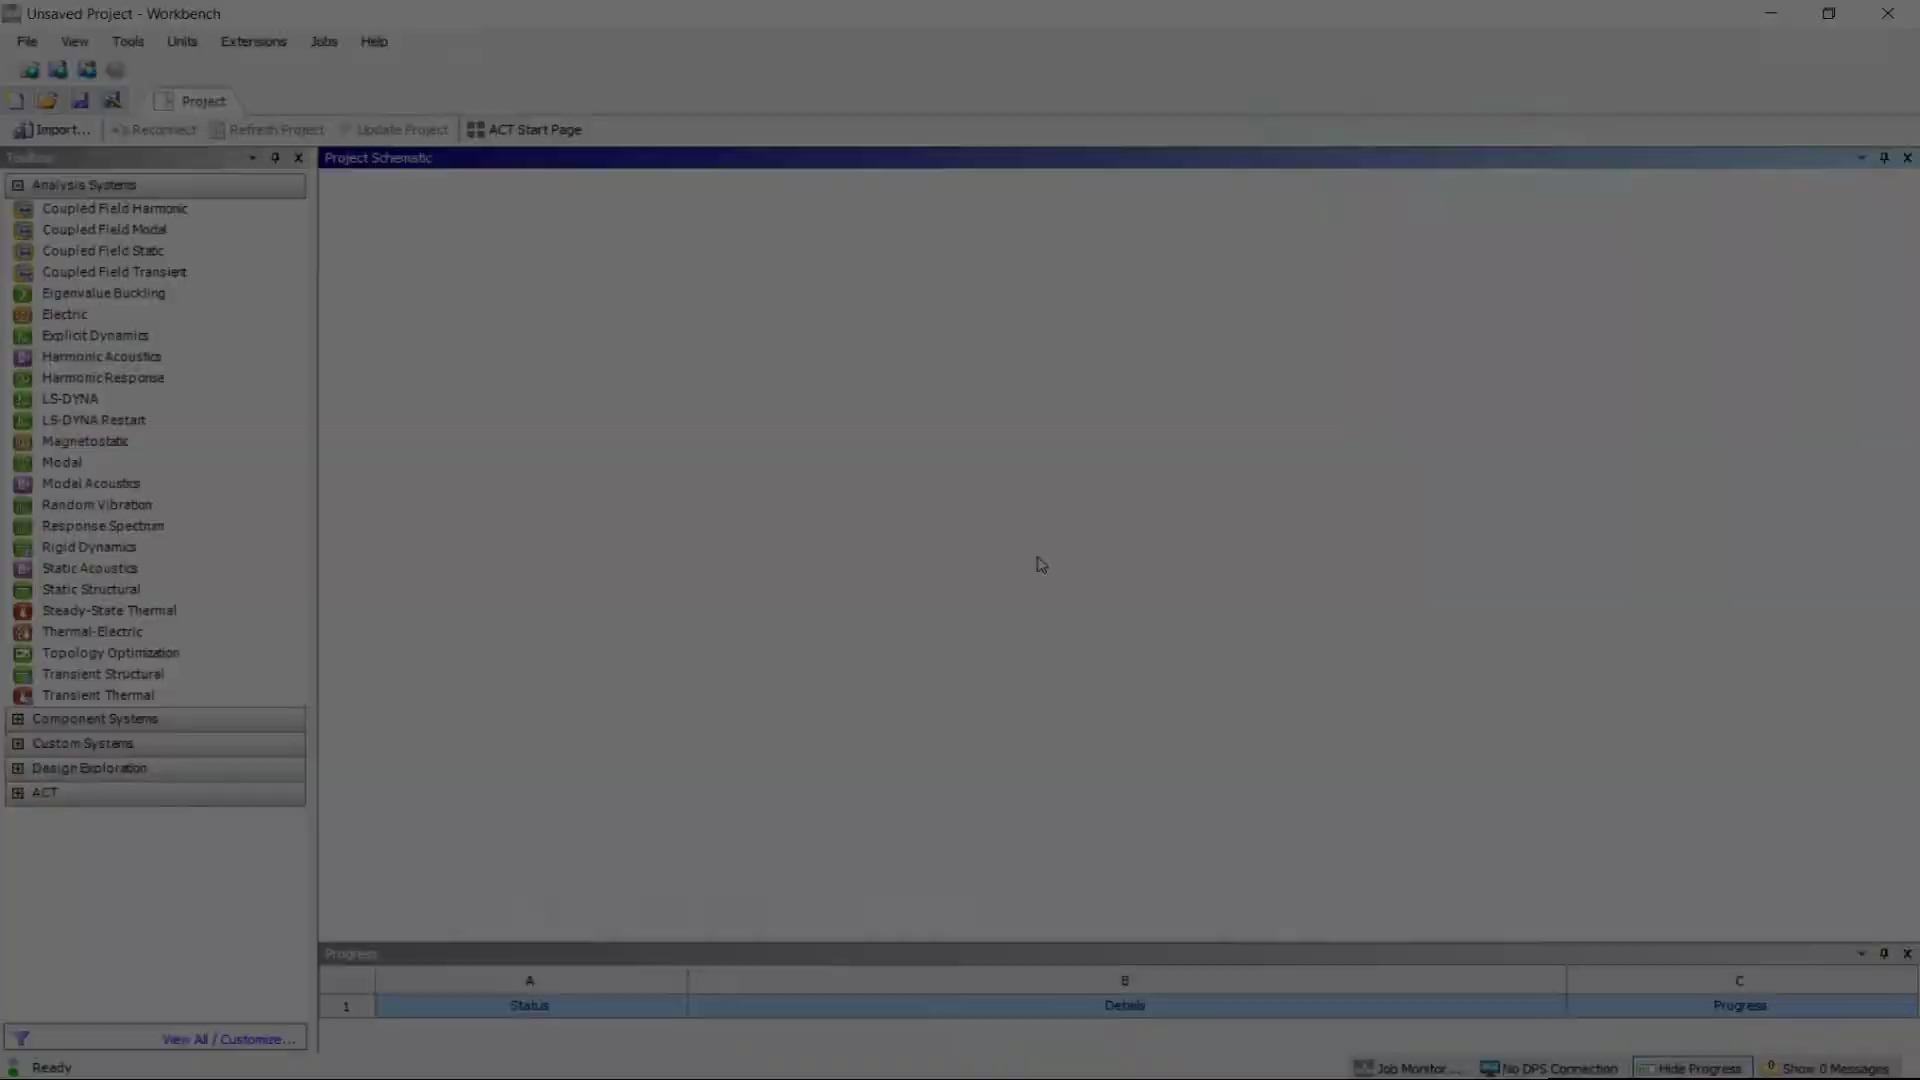 Unsaved Project - Workbench
File View Tools Units Extensions Jobs Help
Project
Import... Reconnect Refresh Project Update Project ACT Start Page
Toolbox
Project Schematic
Analysis Systems
Coupled Field Harmonic
Coupled Field Modal
Coupled Field Static
Coupled Field Transient
Eigenvalue Buckling
Electric
Explicit Dynamics
Harmonic Acoustics
Harmonic Response
LS-DYNA
LS-DYNA Restart
Magnetostatic
Modal
Modal Acoustics
Random Vibration
Response Spectrum
Rigid Dynamics
Static Acoustics
Static Structural
Steady-State Thermal
Thermal-Electric
Topology Optimization
Transient Structural
Transient Thermal
Component Systems
Custom Systems
Design Exploration
ACT
Progress
A B C
1 Status Details Progress
View All / Customize...
Ready
Job Monitor... No DPS Connection Hide Progress Show 0 Messages